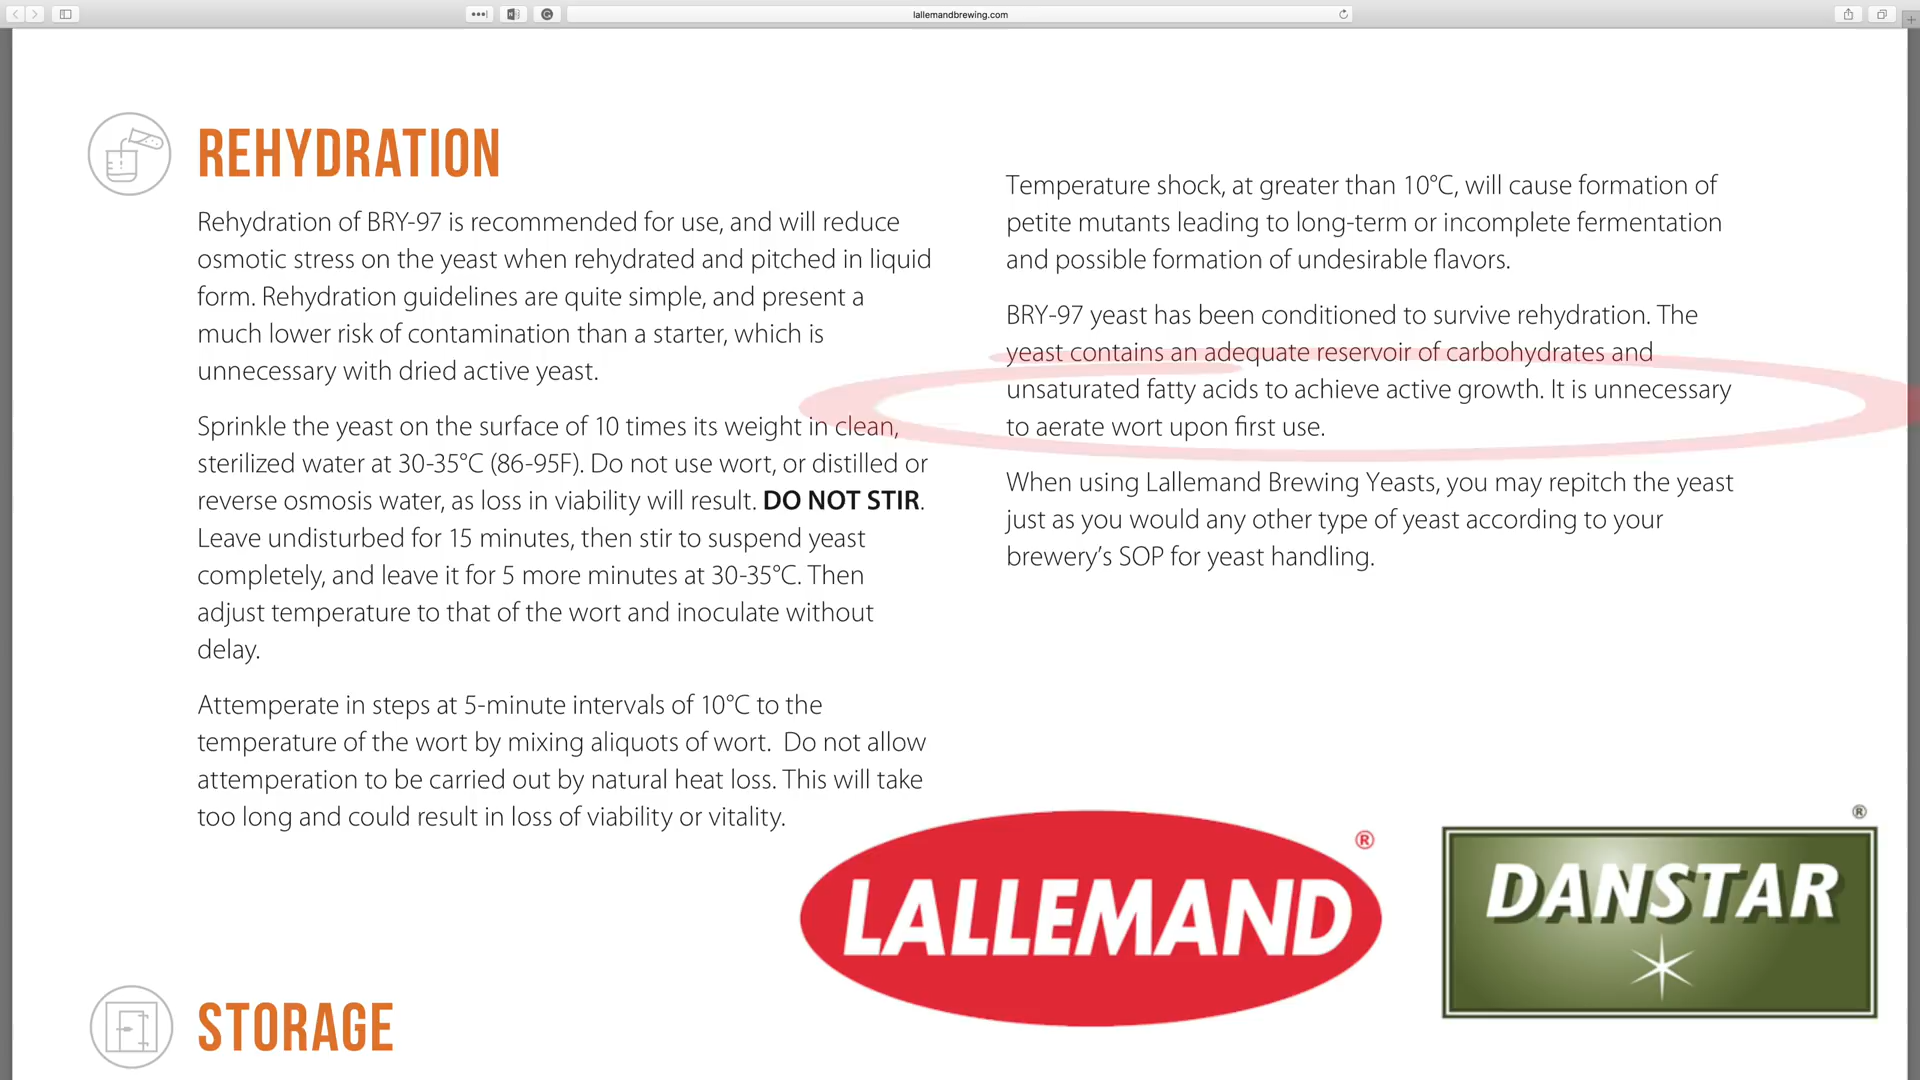 lallemandbrewing.com
REHYDRATION
Rehydration of BRY-97 is recommended for use, and will reduce
osmotic stress on the yeast when rehydrated and pitched in liquid
form. Rehydration guidelines are quite simple, and present a
much lower risk of contamination than a starter, which is
unnecessary with dried active yeast.
Sprinkle the yeast on the surface of 10 times its weight in clean,
sterilized water at 30-35°C (86-95F). Do not use wort, or distilled or
reverse osmosis water, as loss in viability will result. DO NOT STIR.
Leave undisturbed for 15 minutes, then stir to suspend yeast
completely, and leave it for 5 more minutes at 30-35°C. Then
adjust temperature to that of the wort and inoculate without
delay.
Attemperate in steps at 5-minute intervals of 10°C to the
temperature of the wort by mixing aliquots of wort. Do not allow
attemperation to be carried out by natural heat loss. This will take
too long and could result in loss of viability or vitality.
Temperature shock, at greater than 10°C, will cause formation of
petite mutants leading to long-term or incomplete fermentation
and possible formation of undesirable flavors.
BRY-97 yeast has been conditioned to survive rehydration. The
yeast contains an adequate reservoir of carbohydrates and
unsaturated fatty acids to achieve active growth. It is unnecessary
to aerate wort upon first use.
When using Lallemand Brewing Yeasts, you may repitch the yeast
just as you would any other type of yeast according to your
brewery's SOP for yeast handling.
LALLEMAND ®
DANSTAR ®
STORAGE